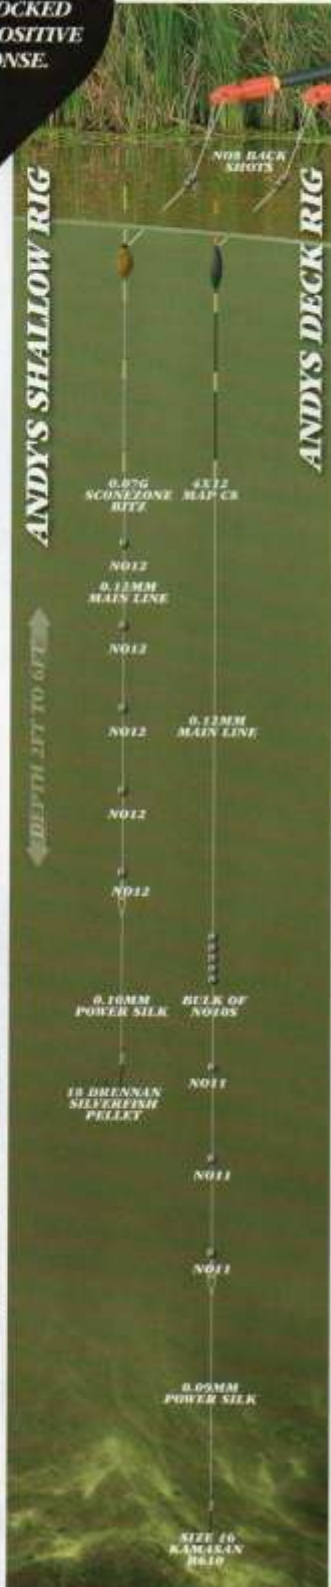 OCKED
OSITIVE
ONSE.
NO8 BACK
SHOTS
ANDY'S SHALLOW RIG
ANDYS DECK RIG
0.07G
SCONEZONE
BITZ
4X12
MAP C8
NO12
0.12MM
MAIN LINE
NO12
NO12
0.12MM
MAIN LINE
DEPTH 2FT TO 6FT
NO12
NO12
0.10MM
POWER SILK
BULK OF
NO10S
18 DRENNAN
SILVERFISH
PELLET
NO11
NO11
NO11
0.09MM
POWER SILK
SIZE 16
KAMASAN
B610